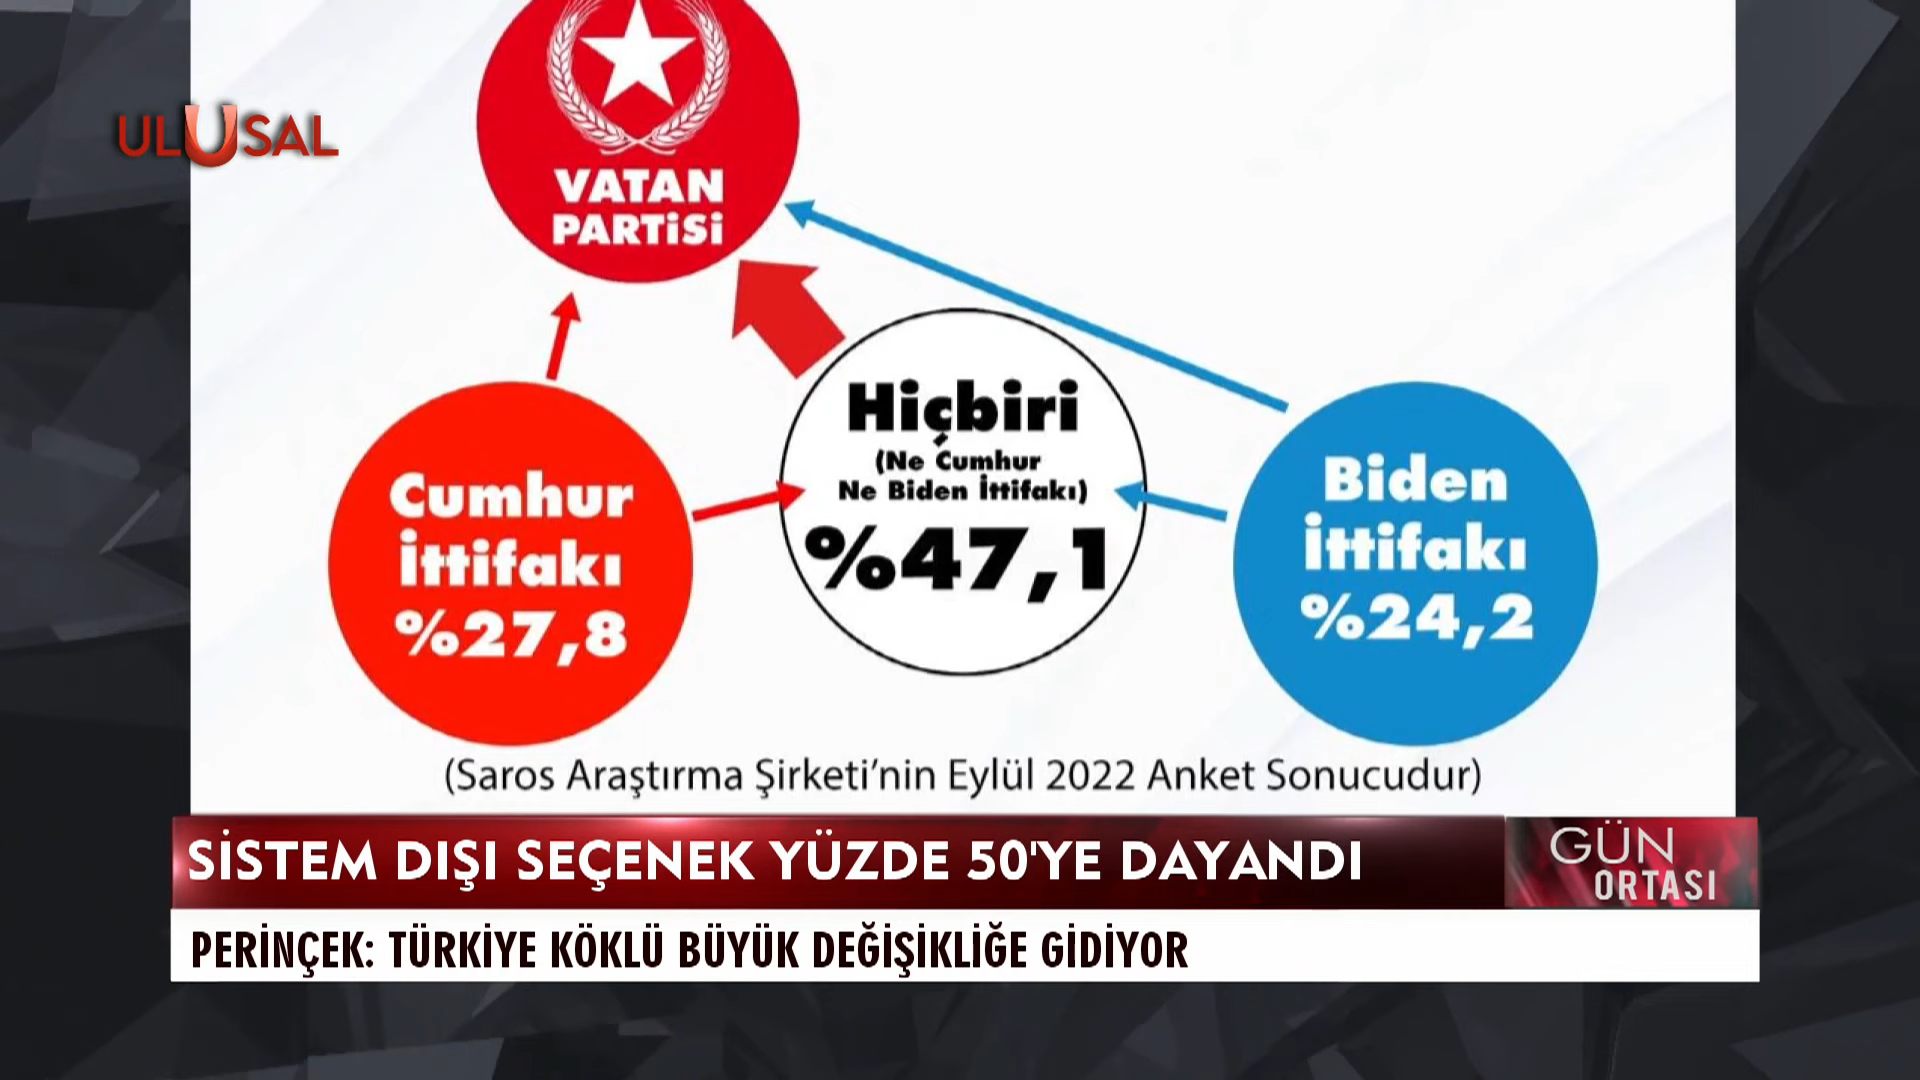 ULUSAL
VATAN
PARTiSi
Hiçbiri
(Ne Cumhur
Ne Biden İttifakı)
%47,1
Cumhur
İttifakı
%27,8
Biden
İttifakı
%24,2
(Saros Araştırma Şirketi’nin Eylül 2022 Anket Sonucudur)
SİSTEM DIŞI SEÇENEK YÜZDE 50'YE DAYANDI
GÜN
ORTASI
PERİNÇEK: TÜRKİYE KÖKLÜ BÜYÜK DEĞİŞİKLİĞE GİDİYOR